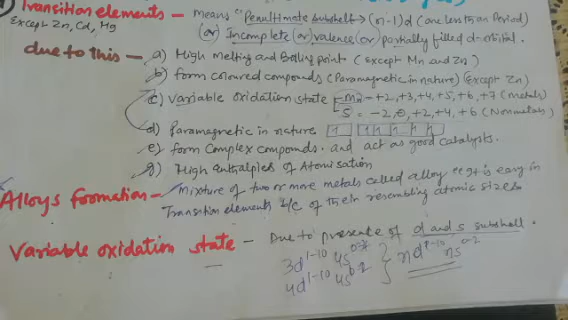 Transition elements - means "Penultimate subshell → (n-1)d (one less than Period)
Except Zn, Cd, Hg
(or) Incomplete (or) valence (or) partially filled d-orbital.
due to this - a) High melting and Boiling point (except Mn and Zn)
b) form coloured compounds (Paramagnetic in nature) (Except Zn)
c) variable oxidation state Mn - +2, +3, +4, +5, +6, +7 (metals)
S = -2, 0, +2, +4, +6 (Nonmetals)
d) Paramagnetic in nature
e) form Complex compounds. and act as good catalysts.
g) High enthalpies of Atomisation
Alloys formation - Mixture of two or more metals called alloy it is easy in
Transition elements b/c of their resembling atomic sizes
Variable oxidation state - Due to presence of d and s subshell.
3d1-10 4s0-2
4d1-10 4s0-2 } nd1-10 ns0-2